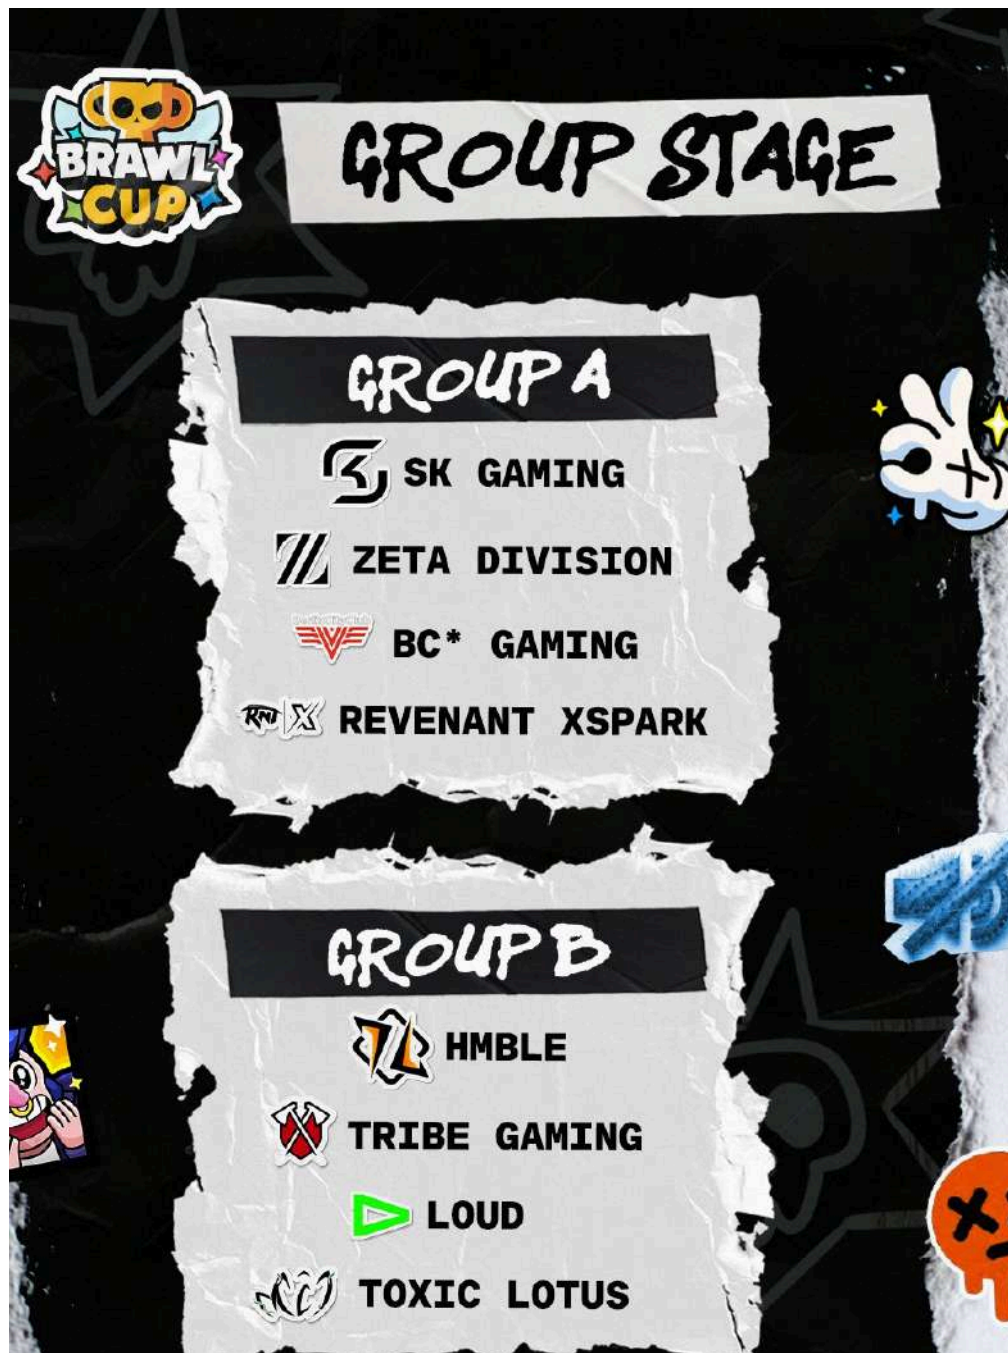 BRAWL
CUP
GROUP STAGE
GROUP A
SK GAMING
ZETA DIVISION
BC* GAMING
RNT X
REVENANT XSPARK
GROUP B
HMBLE
TRIBE GAMING
LOUD
TOXIC LOTUS